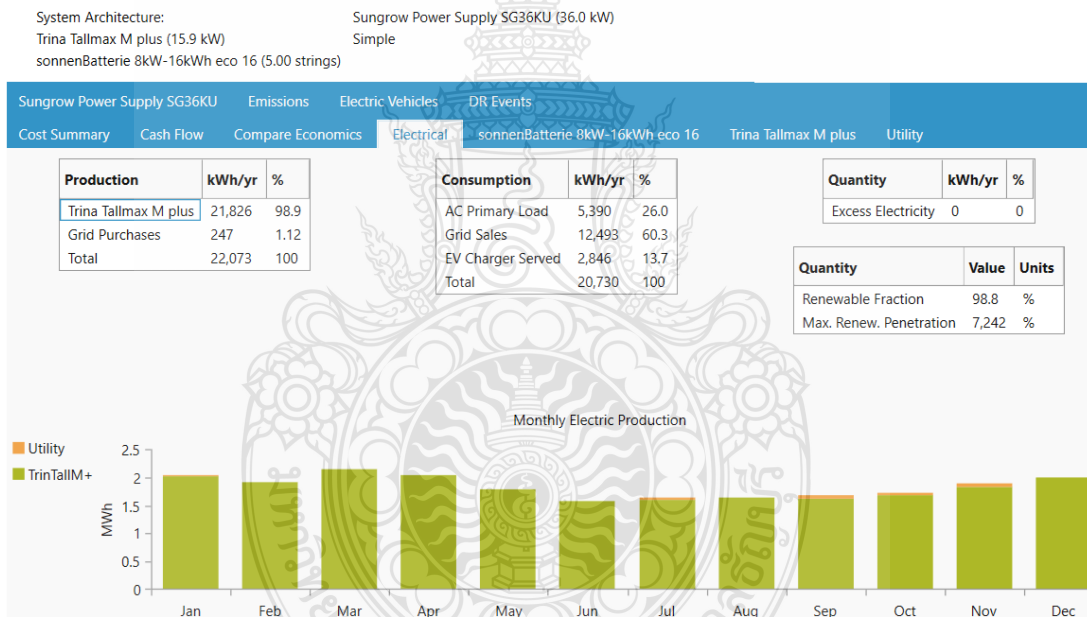 System Architecture: Sungrow Power Supply SG36KU (36.0 kW)
Trina Tallmax M plus (15.9 kW) Simple
sonnenBatterie 8kW-16kWh eco 16 (5.00 strings)
Sungrow Power Supply SG36KU Emissions Electric Vehicles DR Events
Cost Summary Cash Flow Compare Economics Electrical sonnenBatterie 8kW-16kWh eco 16 Trina Tallmax M plus Utility
Production kWh/yr %
Trina Tallmax M plus 21,826 98.9
Grid Purchases 247 1.12
Total 22,073 100
Consumption kWh/yr %
AC Primary Load 5,390 26.0
Grid Sales 12,493 60.3
EV Charger Served 2,846 13.7
Total 20,730 100
Quantity kWh/yr %
Excess Electricity 0 0
Quantity Value Units
Renewable Fraction 98.8 %
Max. Renew. Penetration 7,242 %
Monthly Electric Production
Utility
TrinTallM+
MWh
2.5
2
1.5
1
0.5
0
Jan Feb Mar Apr May Jun Jul Aug Sep Oct Nov Dec